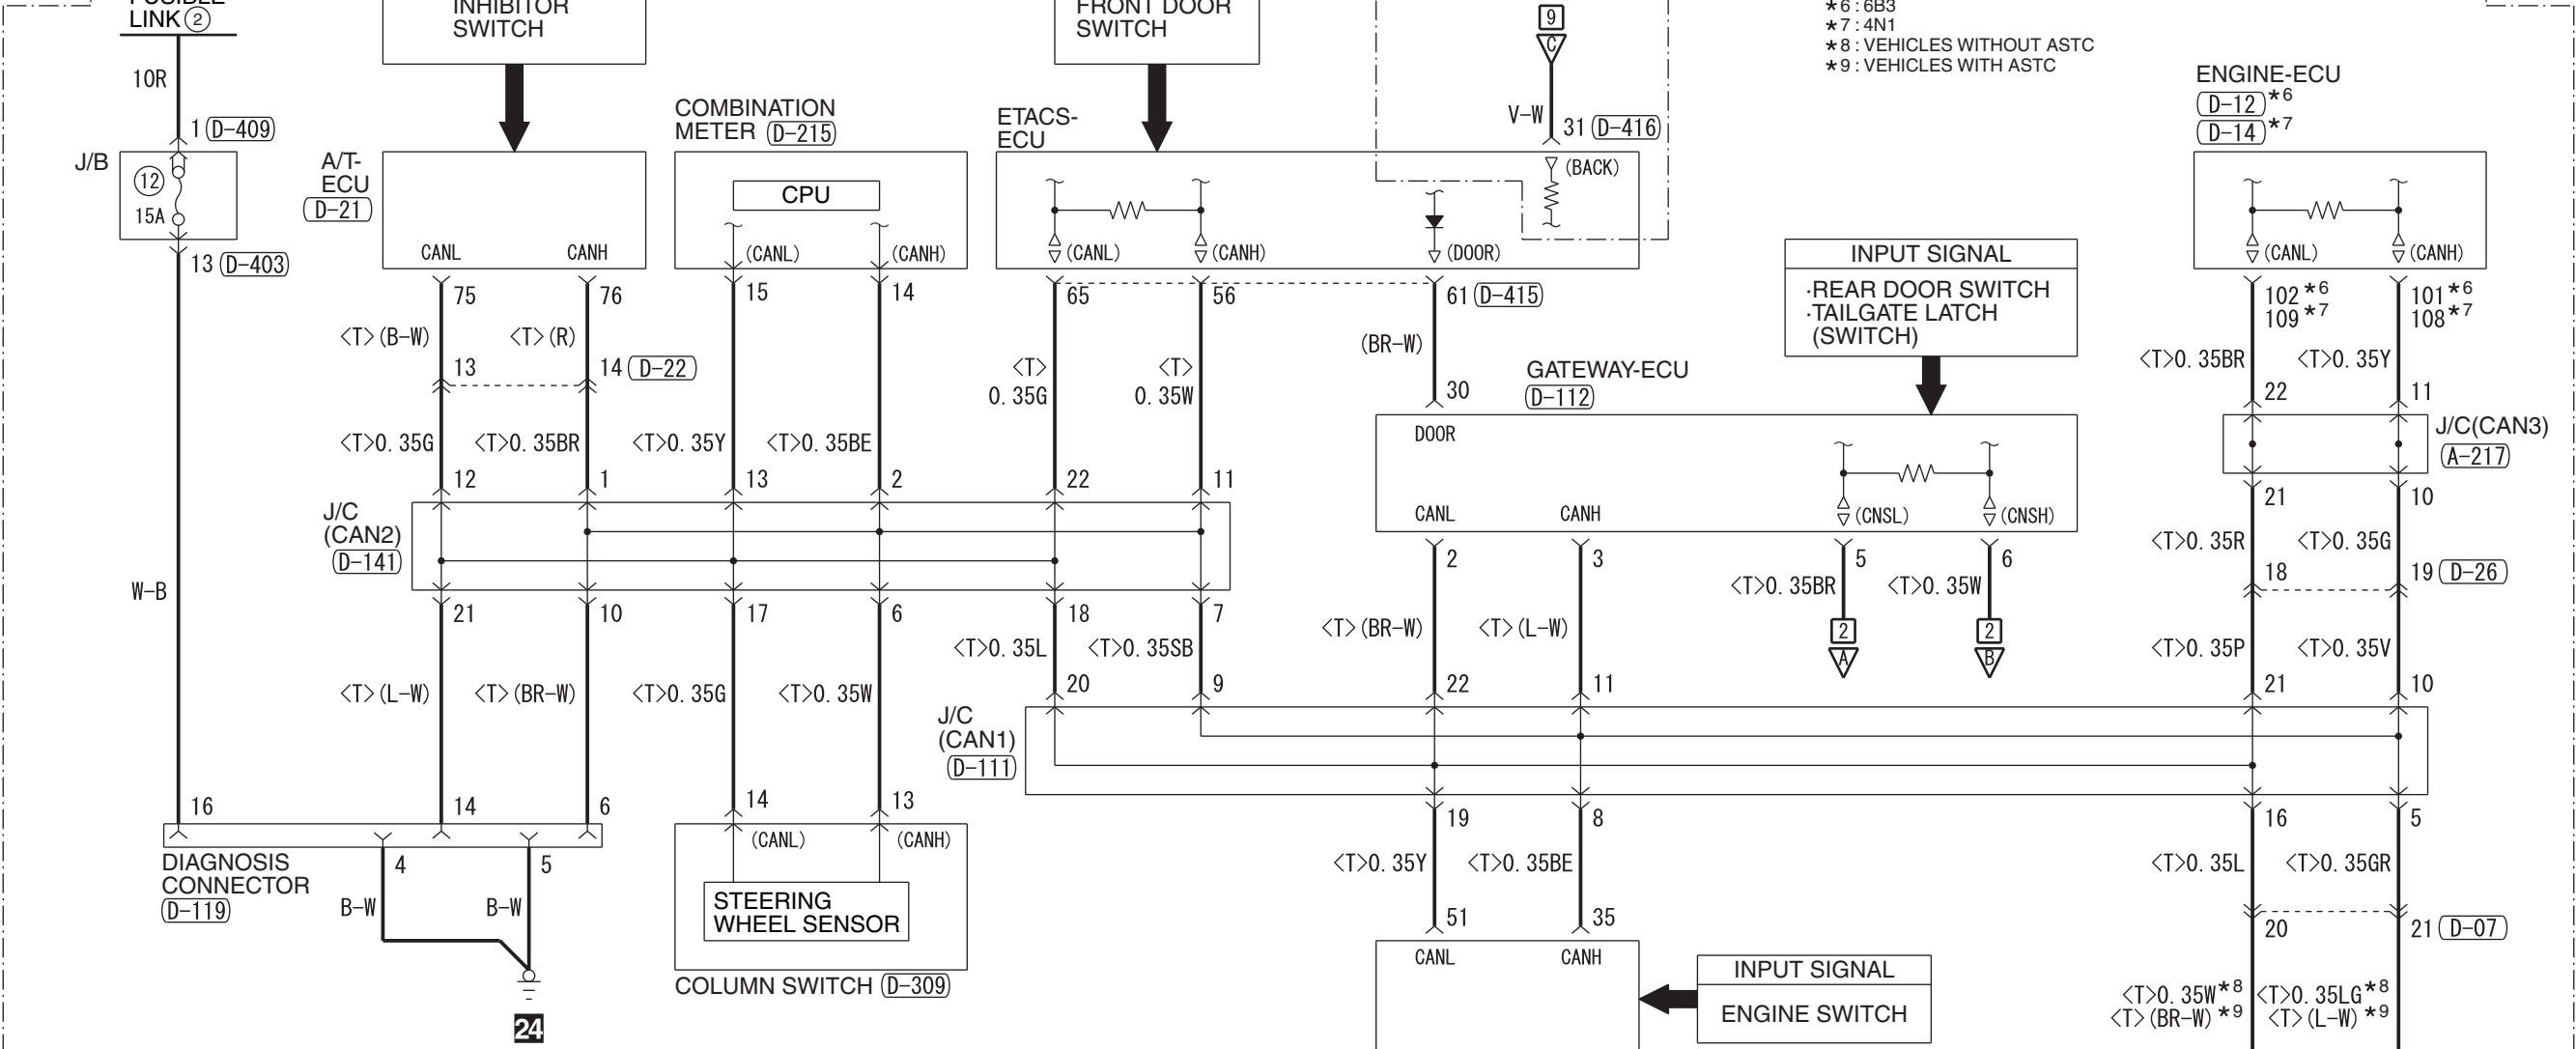 FUSIBLE
LINK 2
INHIBITOR
SWITCH
FRONT DOOR
SWITCH
9
C
*6 : 6B3
*7 : 4N1
*8 : VEHICLES WITHOUT ASTC
*9 : VEHICLES WITH ASTC
10R
1 D-409
J/B
12
15A
13 D-403
W-B
A/T-
ECU
D-21
CANL
CANH
75
76
<T>(B-W)
<T>(R)
13
14 D-22
<T>0.35G
<T>0.35BR
12
1
COMBINATION
METER D-215
CPU
(CANL)
(CANH)
15
14
<T>0.35Y
<T>0.35BE
13
2
ETACS-
ECU
(CANL)
(CANH)
(DOOR)
(BACK)
V-W
31 D-416
65
56
61 D-415
<T>
0.35G
<T>
0.35W
(BR-W)
22
11
30
GATEWAY-ECU
D-112
INPUT SIGNAL
·REAR DOOR SWITCH
·TAILGATE LATCH
(SWITCH)
DOOR
CANL
CANH
(CNSL)
(CNSH)
2
3
5
6
<T>(BR-W)
<T>(L-W)
<T>0.35BR
<T>0.35W
2
A
2
B
22
11
ENGINE-ECU
D-12 *6
D-14 *7
(CANL)
(CANH)
102 *6
109 *7
101 *6
108 *7
<T>0.35BR
<T>0.35Y
22
11
J/C(CAN3)
A-217
21
10
<T>0.35R
<T>0.35G
18
19 D-26
<T>0.35P
<T>0.35V
21
10
J/C
(CAN2)
D-141
21
10
17
6
18
7
<T>(L-W)
<T>(BR-W)
<T>0.35G
<T>0.35W
<T>0.35L
<T>0.35SB
20
9
J/C
(CAN1)
D-111
16
14
6
DIAGNOSIS
CONNECTOR
D-119
4
5
B-W
B-W
24
14
13
(CANL)
(CANH)
STEERING
WHEEL SENSOR
COLUMN SWITCH D-309
19
8
<T>0.35Y
<T>0.35BE
51
35
CANL
CANH
INPUT SIGNAL
ENGINE SWITCH
16
5
<T>0.35L
<T>0.35GR
20
21 D-07
<T>0.35W *8
<T>(BR-W) *9
<T>0.35LG *8
<T>(L-W) *9